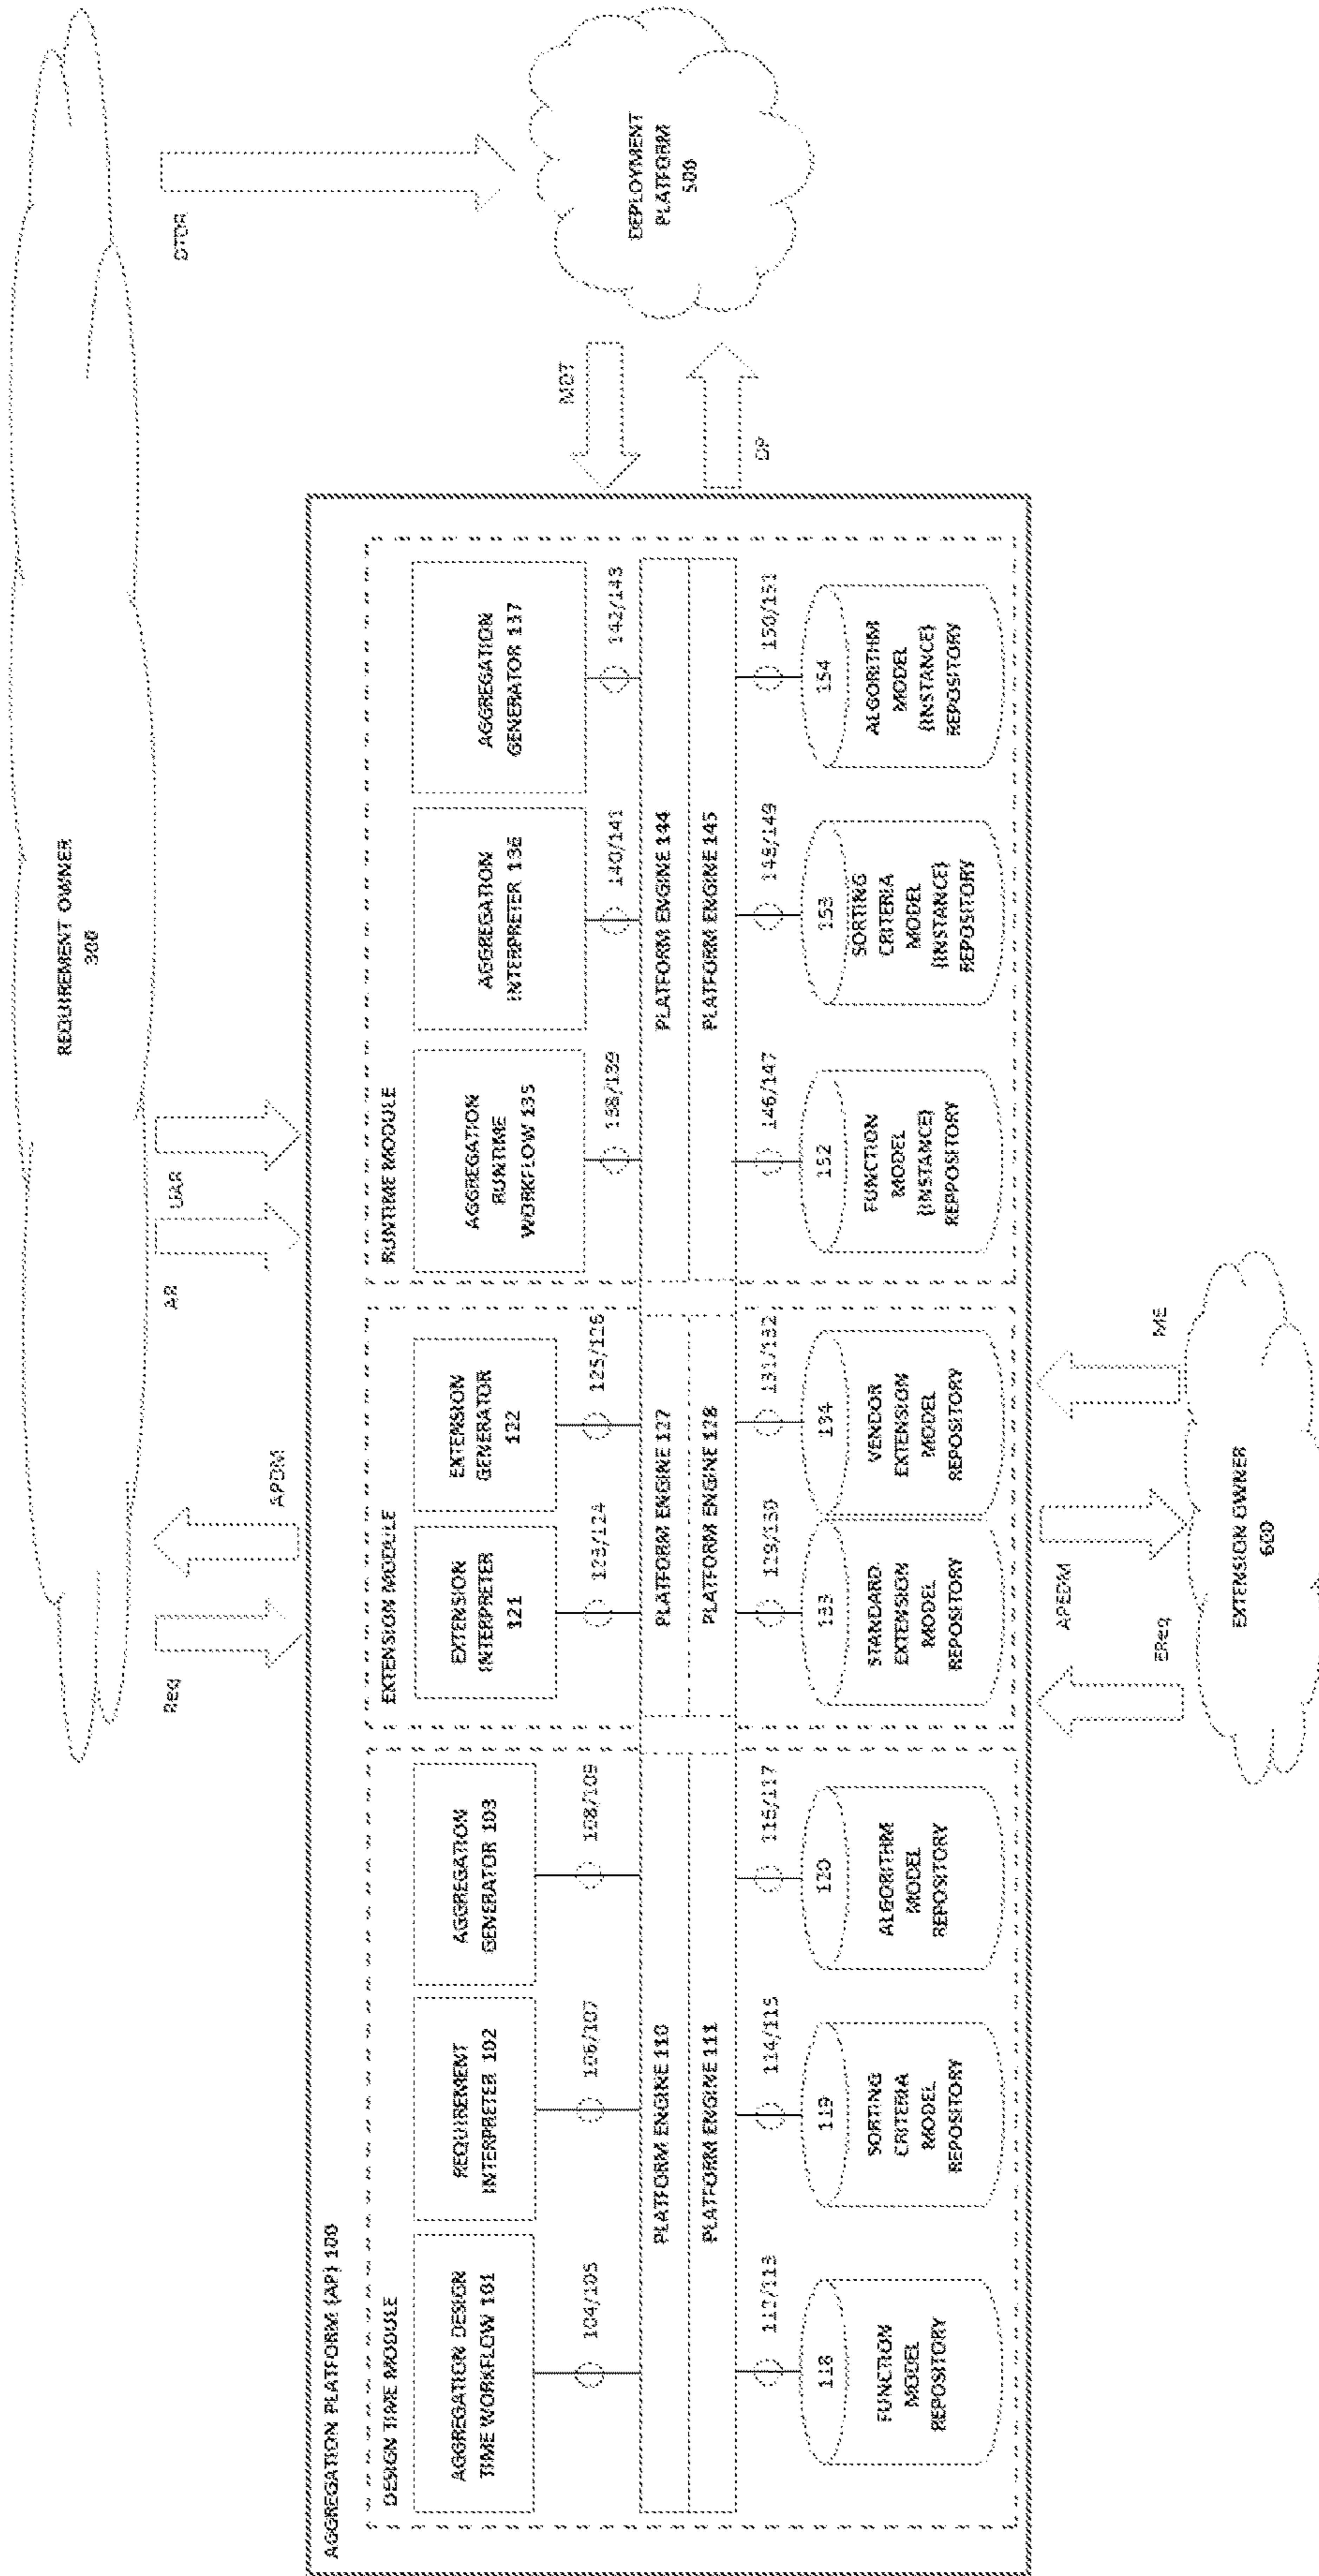 REQUIREMENT OWNER
300
Req
APDM
AR
UAR
DTDR
AGGREGATION PLATFORM (AP) 100
DESIGN TIME MODULE
AGGREGATION DESIGN
TIME WORKFLOW 101
REQUIREMENT
INTERPRETER 102
AGGREGATION
GENERATOR 103
104/105
106/107
108/109
PLATFORM ENGINE 110
PLATFORM ENGINE 111
112/113
114/115
116/117
118
FUNCTION
MODEL
REPOSITORY
119
SORTING
CRITERIA
MODEL
REPOSITORY
120
ALGORITHM
MODEL
REPOSITORY
EXTENSION MODULE
EXTENSION
INTERPRETER
121
EXTENSION
GENERATOR
122
123/124
125/126
PLATFORM ENGINE 127
PLATFORM ENGINE 128
129/130
131/132
133
STANDARD
EXTENSION
MODEL
REPOSITORY
134
VENDOR
EXTENSION
MODEL
REPOSITORY
RUNTIME MODULE
AGGREGATION
RUNTIME
WORKFLOW 135
AGGREGATION
INTERPRETER 136
AGGREGATION
GENERATOR 137
138/139
140/141
142/143
PLATFORM ENGINE 144
PLATFORM ENGINE 145
146/147
148/149
150/151
152
FUNCTION
MODEL
(INSTANCE)
REPPOSITORY
153
SORTING
CRITERIA
MODEL
(INSTANCE)
REPOSITORY
154
ALGORITHM
MODEL
(INSTANCE)
REPOSITORY
MDT
DP
DEPLOYMENT
PLATFORM
500
EReq
APEDM
ME
EXTENSION OWNER
600